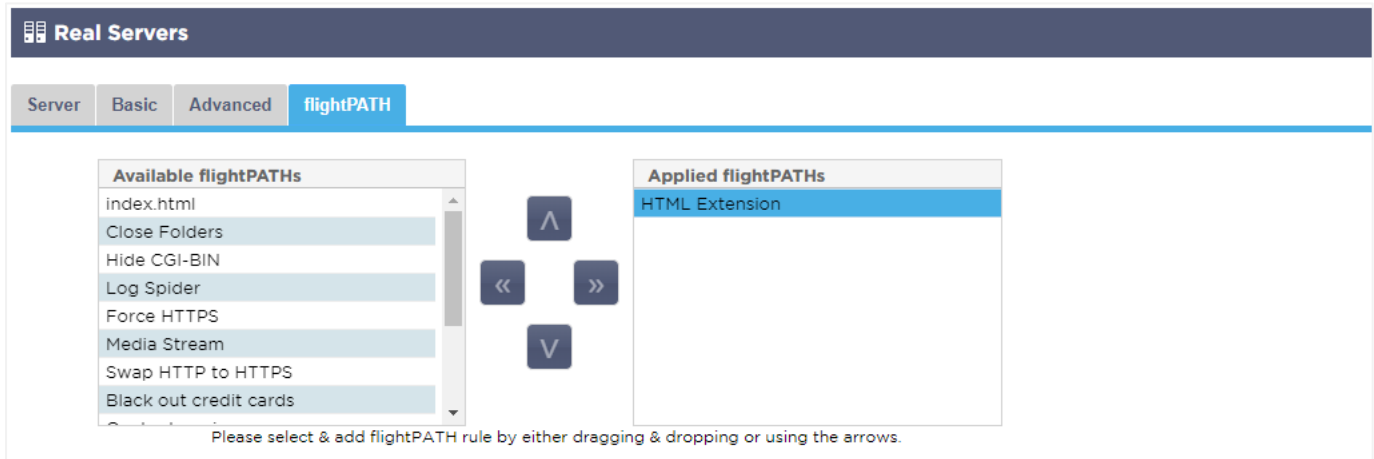 Real Servers
Server Basic Advanced flightPATH
Available flightPATHs
index.html
Close Folders
Hide CGI-BIN
Log Spider
Force HTTPS
Media Stream
Swap HTTP to HTTPS
Black out credit cards
Applied flightPATHs
HTML Extension
Please select & add flightPATH rule by either dragging & dropping or using the arrows.